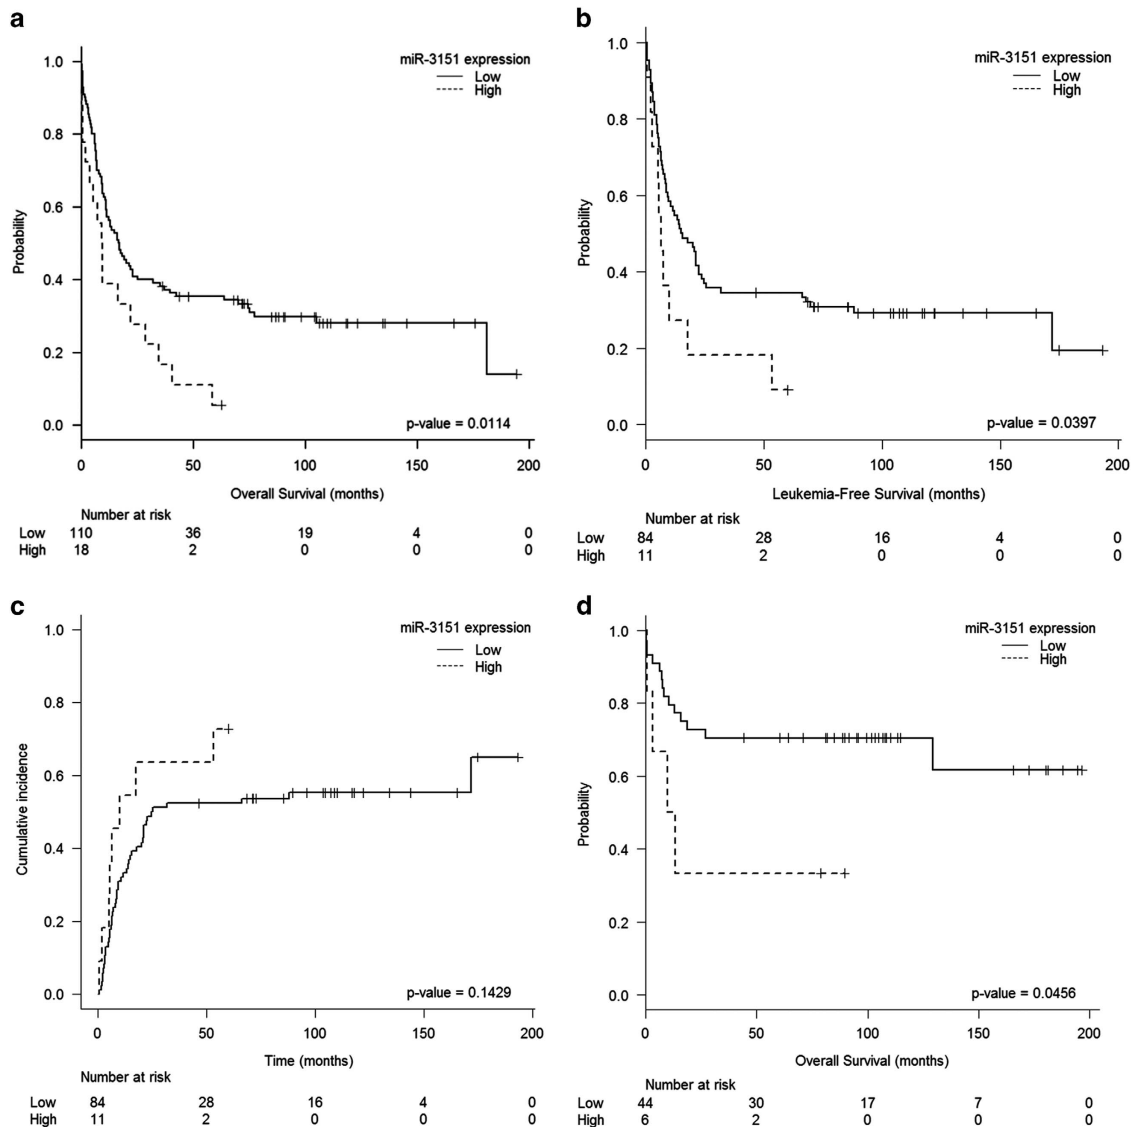 a
miR-3151 expression
Low
High
1.0
0.8
0.6
0.4
0.2
0.0
Probability
p-value = 0.0114
0 50 100 150 200
Overall Survival (months)
Number at risk
Low 110 36 19 4 0
High 18 2 0 0 0
b
miR-3151 expression
Low
High
1.0
0.8
0.6
0.4
0.2
0.0
Probability
p-value = 0.0397
0 50 100 150 200
Leukemia-Free Survival (months)
Number at risk
Low 84 28 16 4 0
High 11 2 0 0 0
c
miR-3151 expression
Low
High
1.0
0.8
0.6
0.4
0.2
0.0
Cumulative incidence
p-value = 0.1429
0 50 100 150 200
Time (months)
Number at risk
Low 84 28 16 4 0
High 11 2 0 0 0
d
miR-3151 expression
Low
High
1.0
0.8
0.6
0.4
0.2
0.0
Probability
p-value = 0.0456
0 50 100 150 200
Overall Survival (months)
Number at risk
Low 44 30 17 7 0
High 6 2 0 0 0